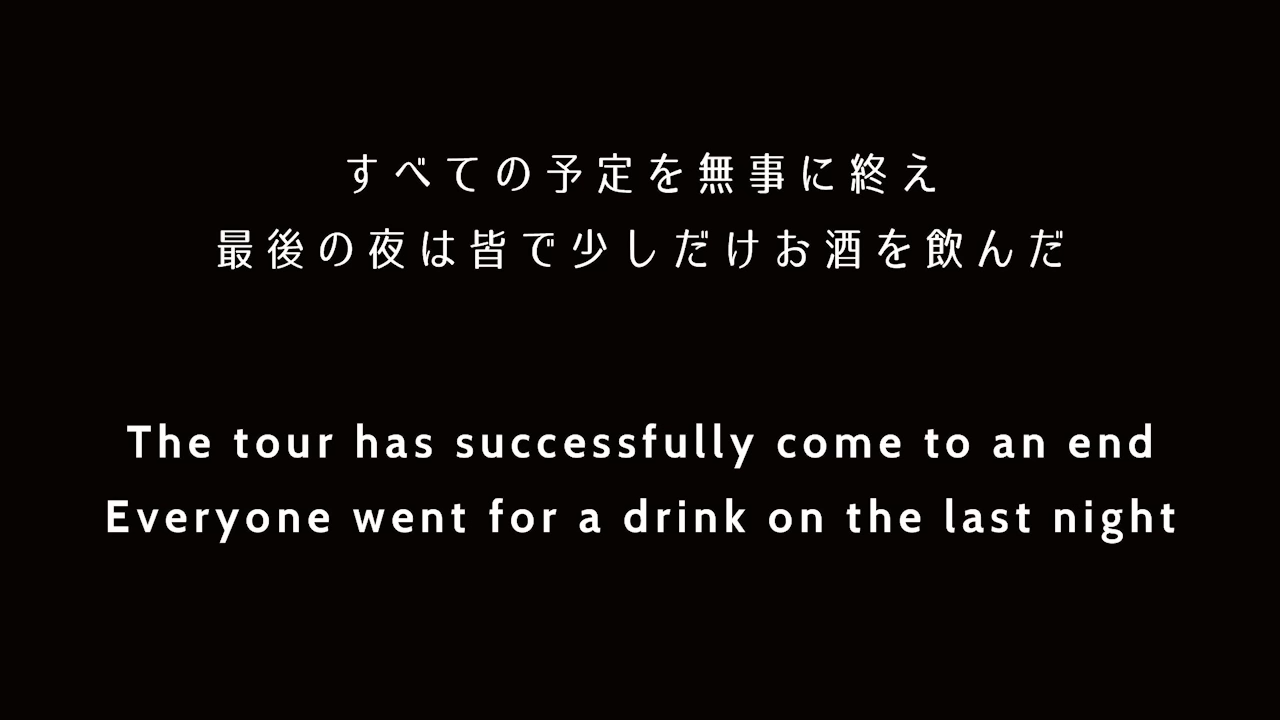 すべての予定を無事に終え
最後の夜は皆で少しだけお酒を飲んだ
The tour has successfully come to an end
Everyone went for a drink on the last night